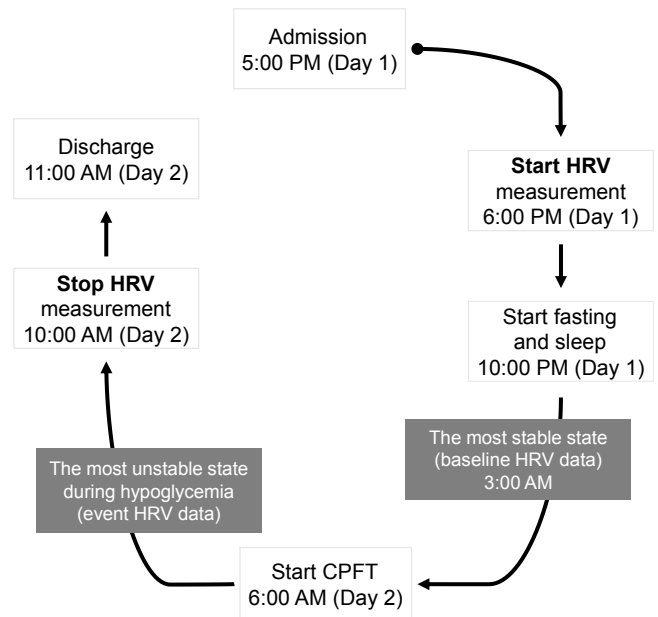 Admission
5:00 PM (Day 1)
Start HRV
measurement
6:00 PM (Day 1)
Start fasting
and sleep
10:00 PM (Day 1)
The most stable state
(baseline HRV data)
3:00 AM
Start CPFT
6:00 AM (Day 2)
The most unstable state
during hypoglycemia
(event HRV data)
Stop HRV
measurement
10:00 AM (Day 2)
Discharge
11:00 AM (Day 2)